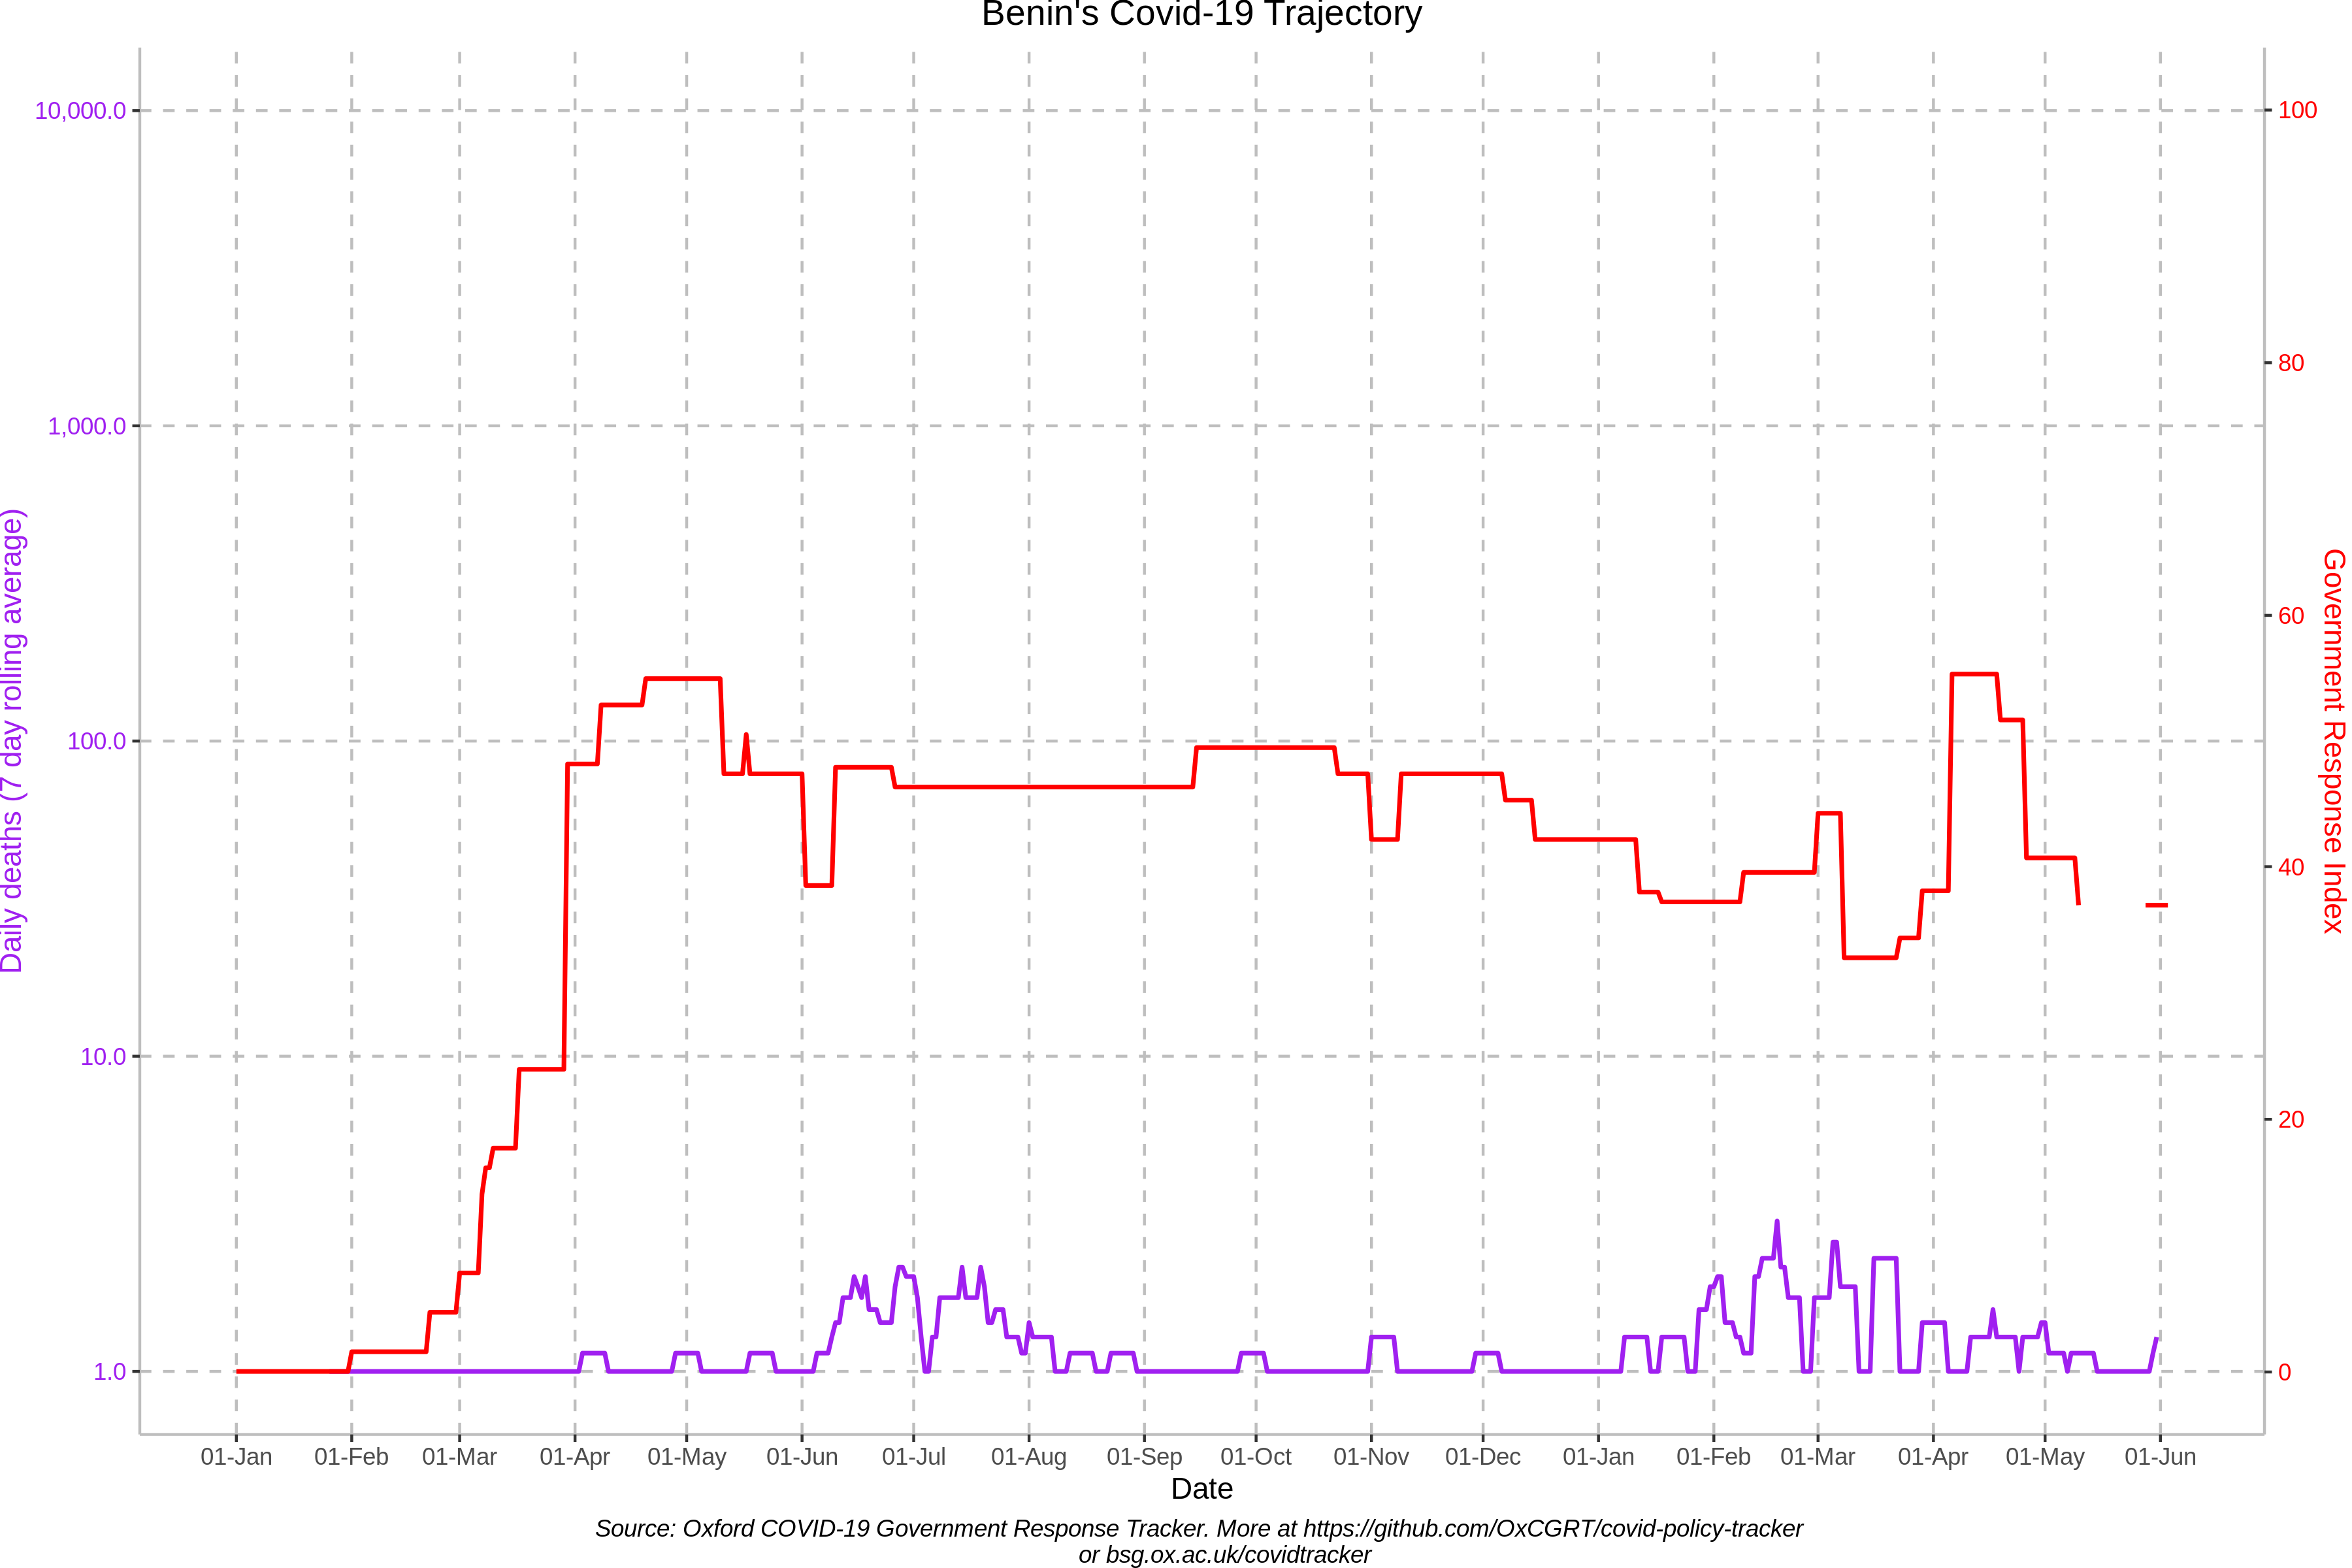 Benin's Covid-19 Trajectory
10,000.0
1,000.0
100.0
10.0
1.0
Daily deaths (7 day rolling average)
100
80
60
40
20
0
Government Response Index
01-Jan 01-Feb 01-Mar 01-Apr 01-May 01-Jun 01-Jul 01-Aug 01-Sep 01-Oct 01-Nov 01-Dec 01-Jan 01-Feb 01-Mar 01-Apr 01-May 01-Jun
Date
Source: Oxford COVID-19 Government Response Tracker. More at https://github.com/OxCGRT/covid-policy-tracker
or bsg.ox.ac.uk/covidtracker